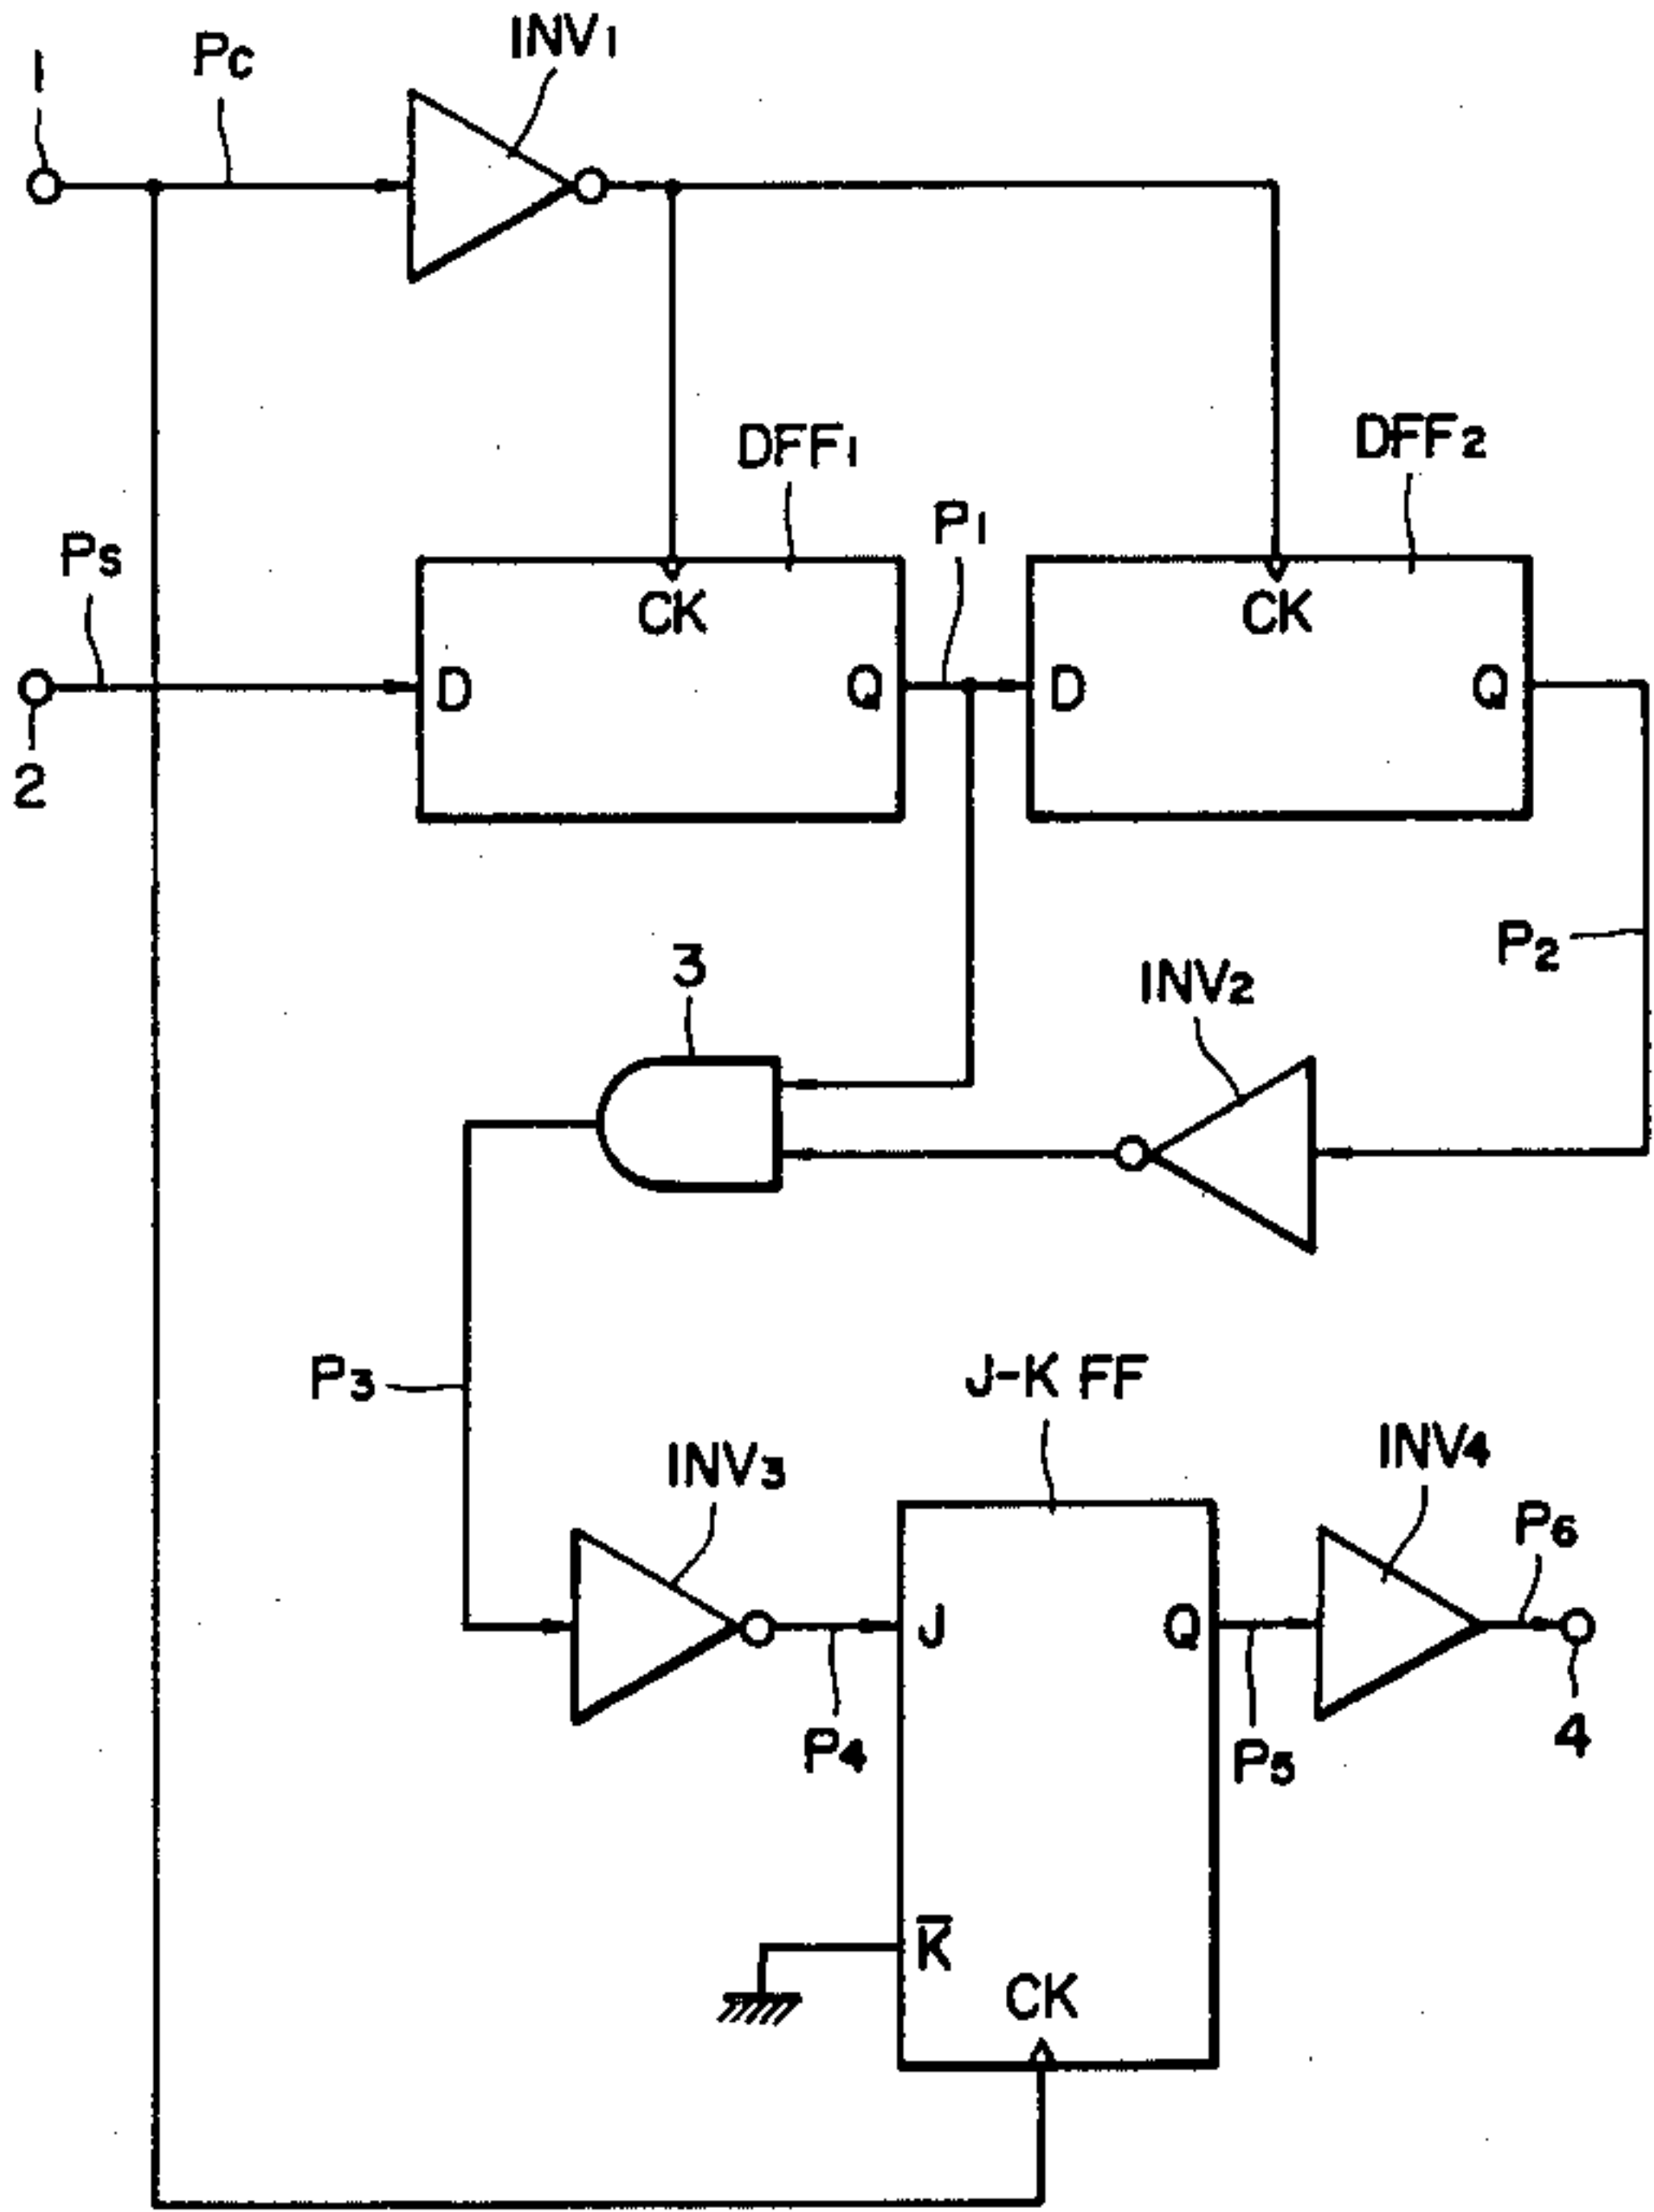 1
Pc
INV1
DFF1
DFF2
Ps
P1
CK
CK
D
Q
D
Q
2
P2
3
INV2
P3
J-K FF
INV3
INV4
P6
J
Q
P4
P5
4
K̅
CK